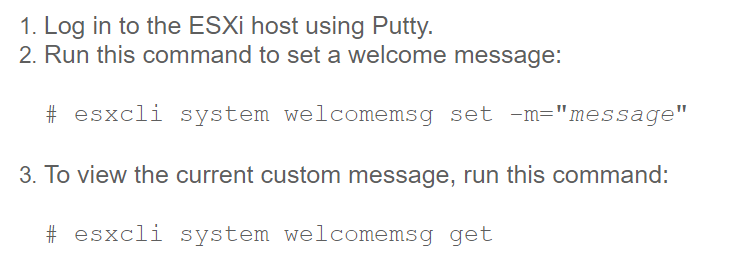 1. Log in to the ESXi host using Putty.
2. Run this command to set a welcome message:
# esxcli system welcomemsg set -m="message"
3. To view the current custom message, run this command:
# esxcli system welcomemsg get